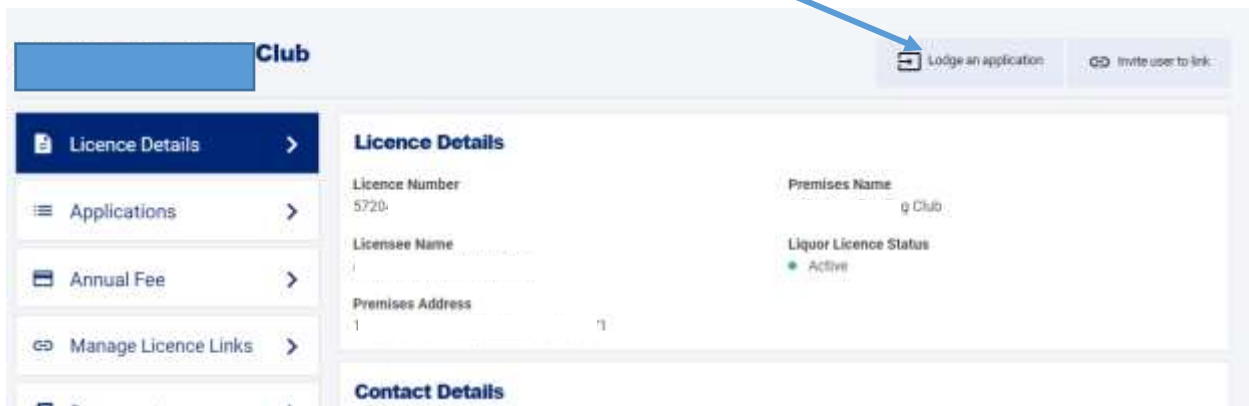 Club
Lodge an application
Invite user to link
Licence Details
Applications
Annual Fee
Manage Licence Links
Licence Details
Licence Number
5720
Premises Name
g Club
Licensee Name
Liquor Licence Status
Active
Premises Address
1
Contact Details